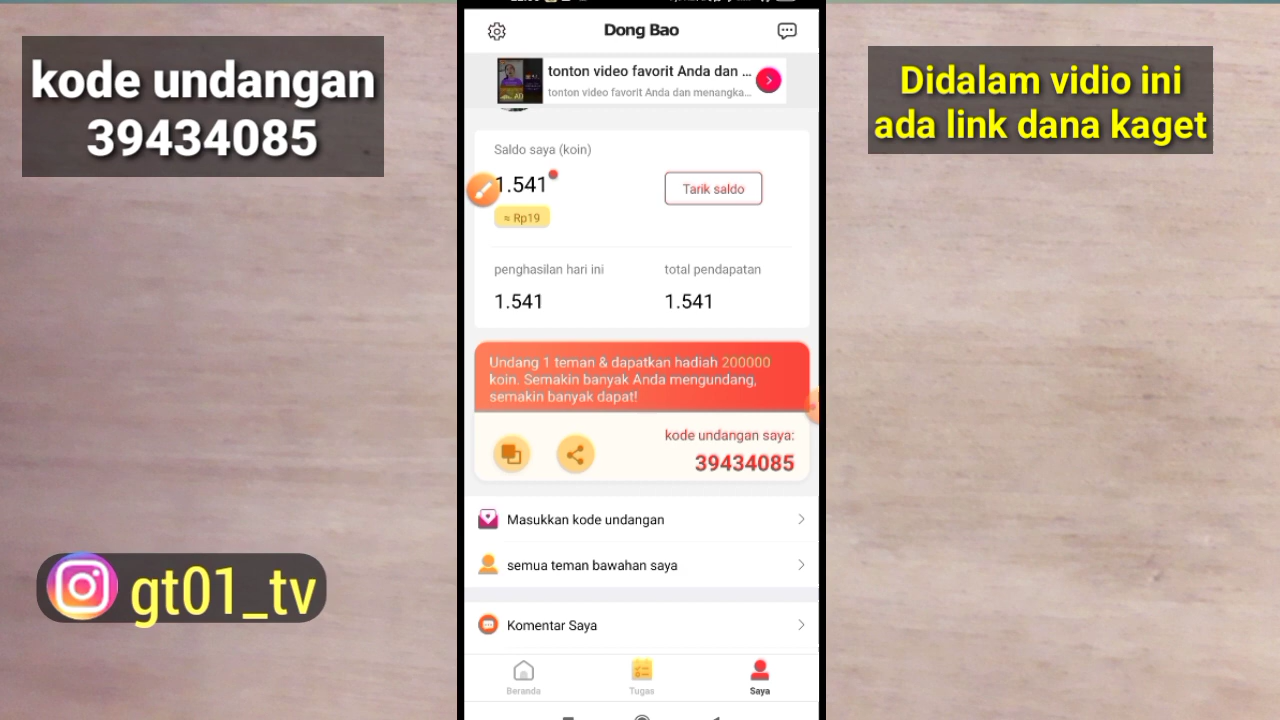 kode undangan
39434085
Didalam vidio ini
ada link dana kaget
gt01_tv
Dong Bao
tonton video favorit Anda dan ...
tonton video favorit Anda dan menangka...
AD
Saldo saya (koin)
1.541
≈ Rp19
Tarik saldo
penghasilan hari ini
total pendapatan
1.541
1.541
Undang 1 teman & dapatkan hadiah 200000
koin. Semakin banyak Anda mengundang,
semakin banyak dapat!
kode undangan saya:
39434085
Masukkan kode undangan
semua teman bawahan saya
Komentar Saya
Beranda
Tugas
Saya